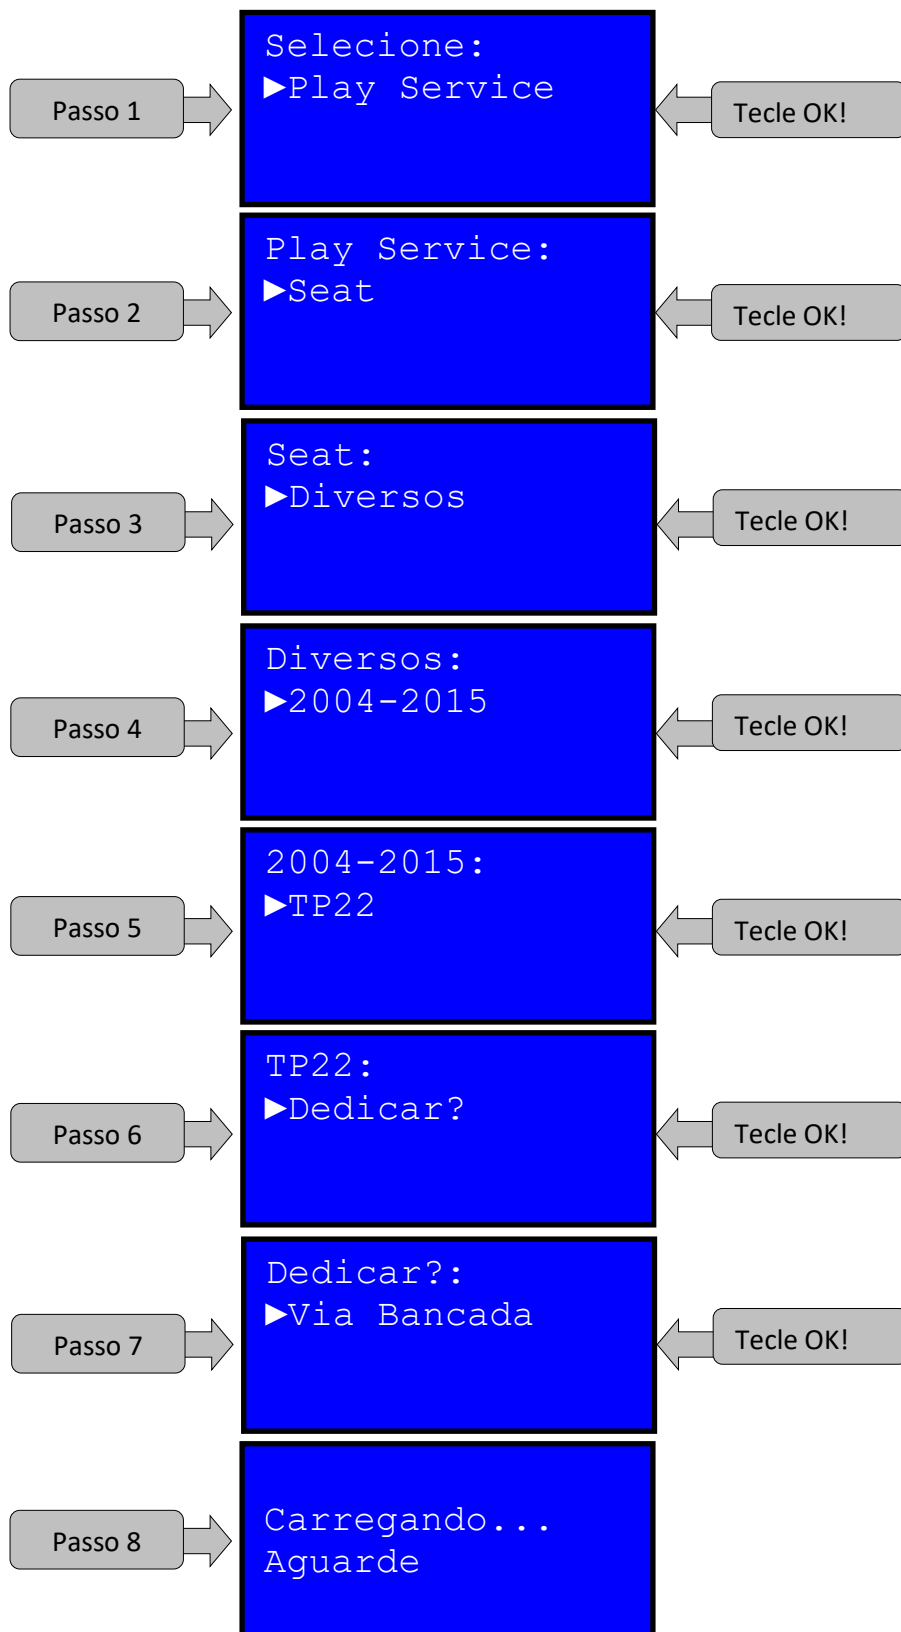 Selecione:
►Play Service
Passo 1
Tecle OK!
Play Service:
►Seat
Passo 2
Tecle OK!
Seat:
►Diversos
Passo 3
Tecle OK!
Diversos:
►2004-2015
Passo 4
Tecle OK!
2004-2015:
►TP22
Passo 5
Tecle OK!
TP22:
►Dedicar?
Passo 6
Tecle OK!
Dedicar?:
►Via Bancada
Passo 7
Tecle OK!
Carregando...
Aguarde
Passo 8